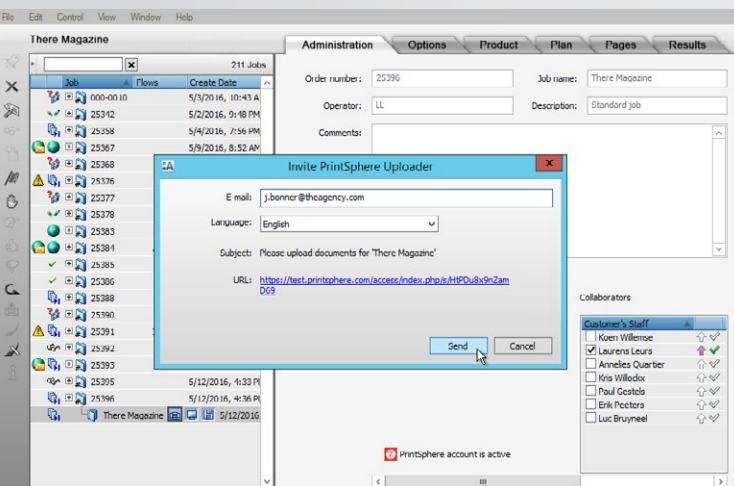 File Edit Control View Window Help
There Magazine
Administration Options Product Plan Pages Results
211 Jobs
Job Flows Create Date
000-0010 5/3/2016, 10:43 A
25342 5/2/2016, 9:48 PM
25358 5/4/2016, 7:56 PM
25367 5/9/2016, 8:52 AM
25368
25376
25377
25378
25383
25384
25385
25386
25388
25390
25391
25392
25393
25395 5/12/2016, 4:33 P
25396 5/12/2016, 4:36 P
There Magazine 5/12/2016
Order number: 25396 Job name: There Magazine
Operator: LL Description: Standard job
Comments:
Invite PrintSphere Uploader
E-mail: j.bonner@theagency.com
Language: English
Subject: Please upload documents for 'There Magazine'
URL: https://test.printsphere.com/access/index.php/s/HtPDu8x9nZam
DG9
Send Cancel
Collaborators
Customer's Staff
Koen Willemse
Laurens Leurs
Annelies Quartier
Kris Willockx
Paul Gestels
Erik Peeters
Luc Bruyneel
PrintSphere account is active